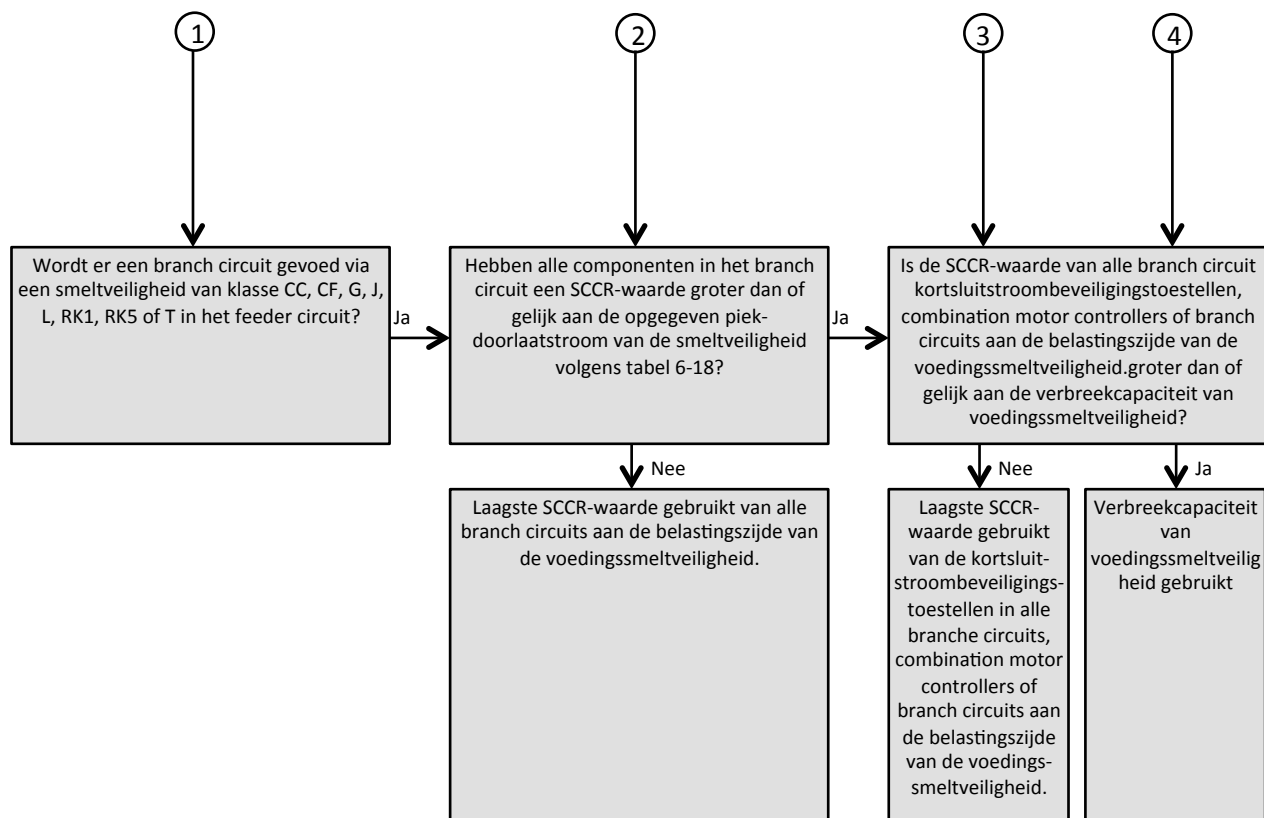 1
2
3
4
Wordt er een branch circuit gevoed via
een smeltveiligheid van klasse CC, CF, G, J,
L, RK1, RK5 of T in het feeder circuit?
Ja
Hebben alle componenten in het branch
circuit een SCCR-waarde groter dan of
gelijk aan de opgegeven piek-
doorlaatstroom van de smeltveiligheid
volgens tabel 6-18?
Ja
Is de SCCR-waarde van alle branch circuit
kortsluitstroombeveiligingstoestellen,
combination motor controllers of branch
circuits aan de belastingszijde van de
voedingssmeltveiligheid.groter dan of
gelijk aan de verbreekcapaciteit van
voedingssmeltveiligheid?
Nee
Laagste SCCR-waarde gebruikt van alle
branch circuits aan de belastingszijde van
de voedingssmeltveiligheid.
Nee
Laagste SCCR-
waarde gebruikt
van de kortsluit-
stroombeveiligings-
toestellen in alle
branche circuits,
combination motor
controllers of
branch circuits aan
de belastingszijde
van de voedings-
smeltveiligheid.
Ja
Verbreekcapaciteit
van
voedingssmeltveilig
heid gebruikt